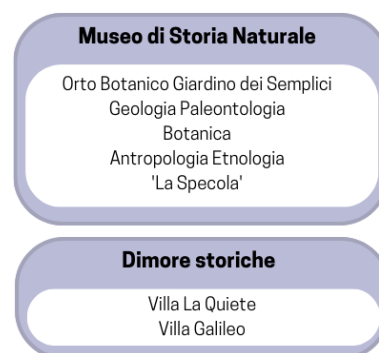 Museo di Storia Naturale
Orto Botanico Giardino dei Semplici
Geologia Paleontologia
Botanica
Antropologia Etnologia
'La Specola'
Dimore storiche
Villa La Quiete
Villa Galileo